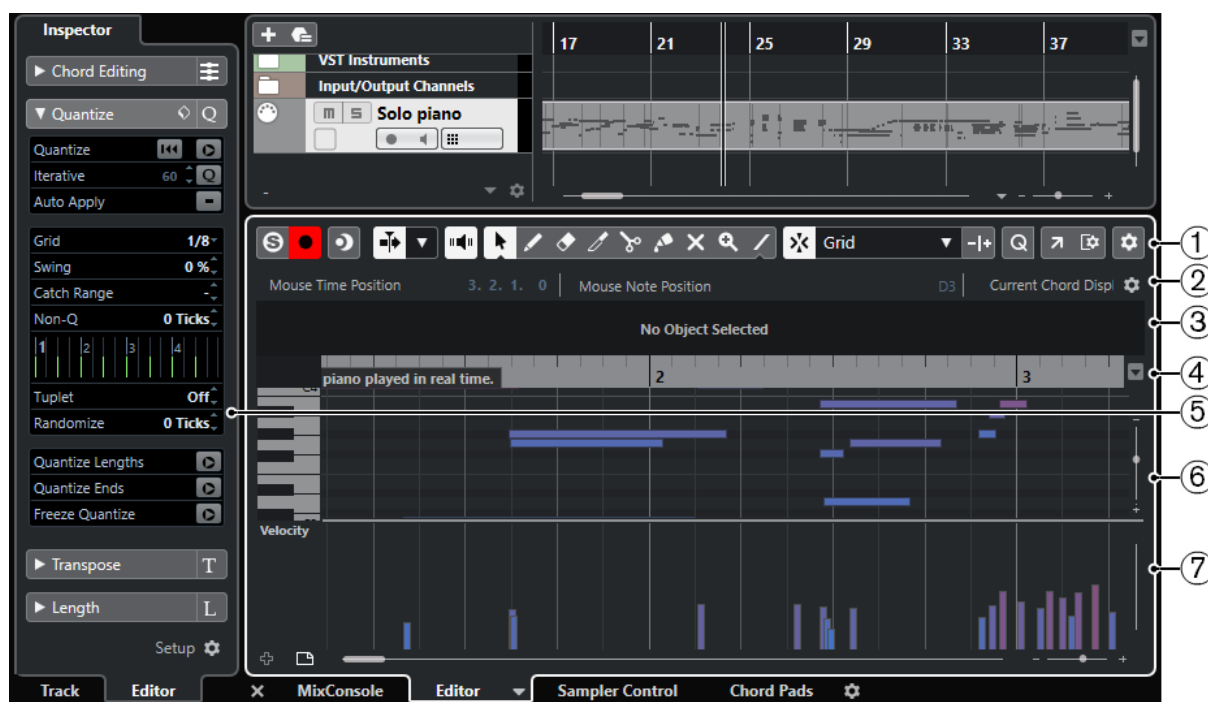 Inspector
Chord Editing
Quantize Q
Quantize
Iterative 60 Q
Auto Apply
Grid 1/8
Swing 0 %
Catch Range -
Non-Q 0 Ticks
1 2 3 4
Tuplet Off
Randomize 0 Ticks
Quantize Lengths
Quantize Ends
Freeze Quantize
Transpose T
Length L
Setup
Track Editor
17 21 25 29 33 37
VST Instruments
Input/Output Channels
m S Solo piano
-
S Grid Q
Mouse Time Position 3. 2. 1. 0 Mouse Note Position D3 Current Chord Displ
No Object Selected
2 3
piano played in real time.
Velocity
MixConsole Editor Sampler Control Chord Pads
1
2
3
4
5
6
7